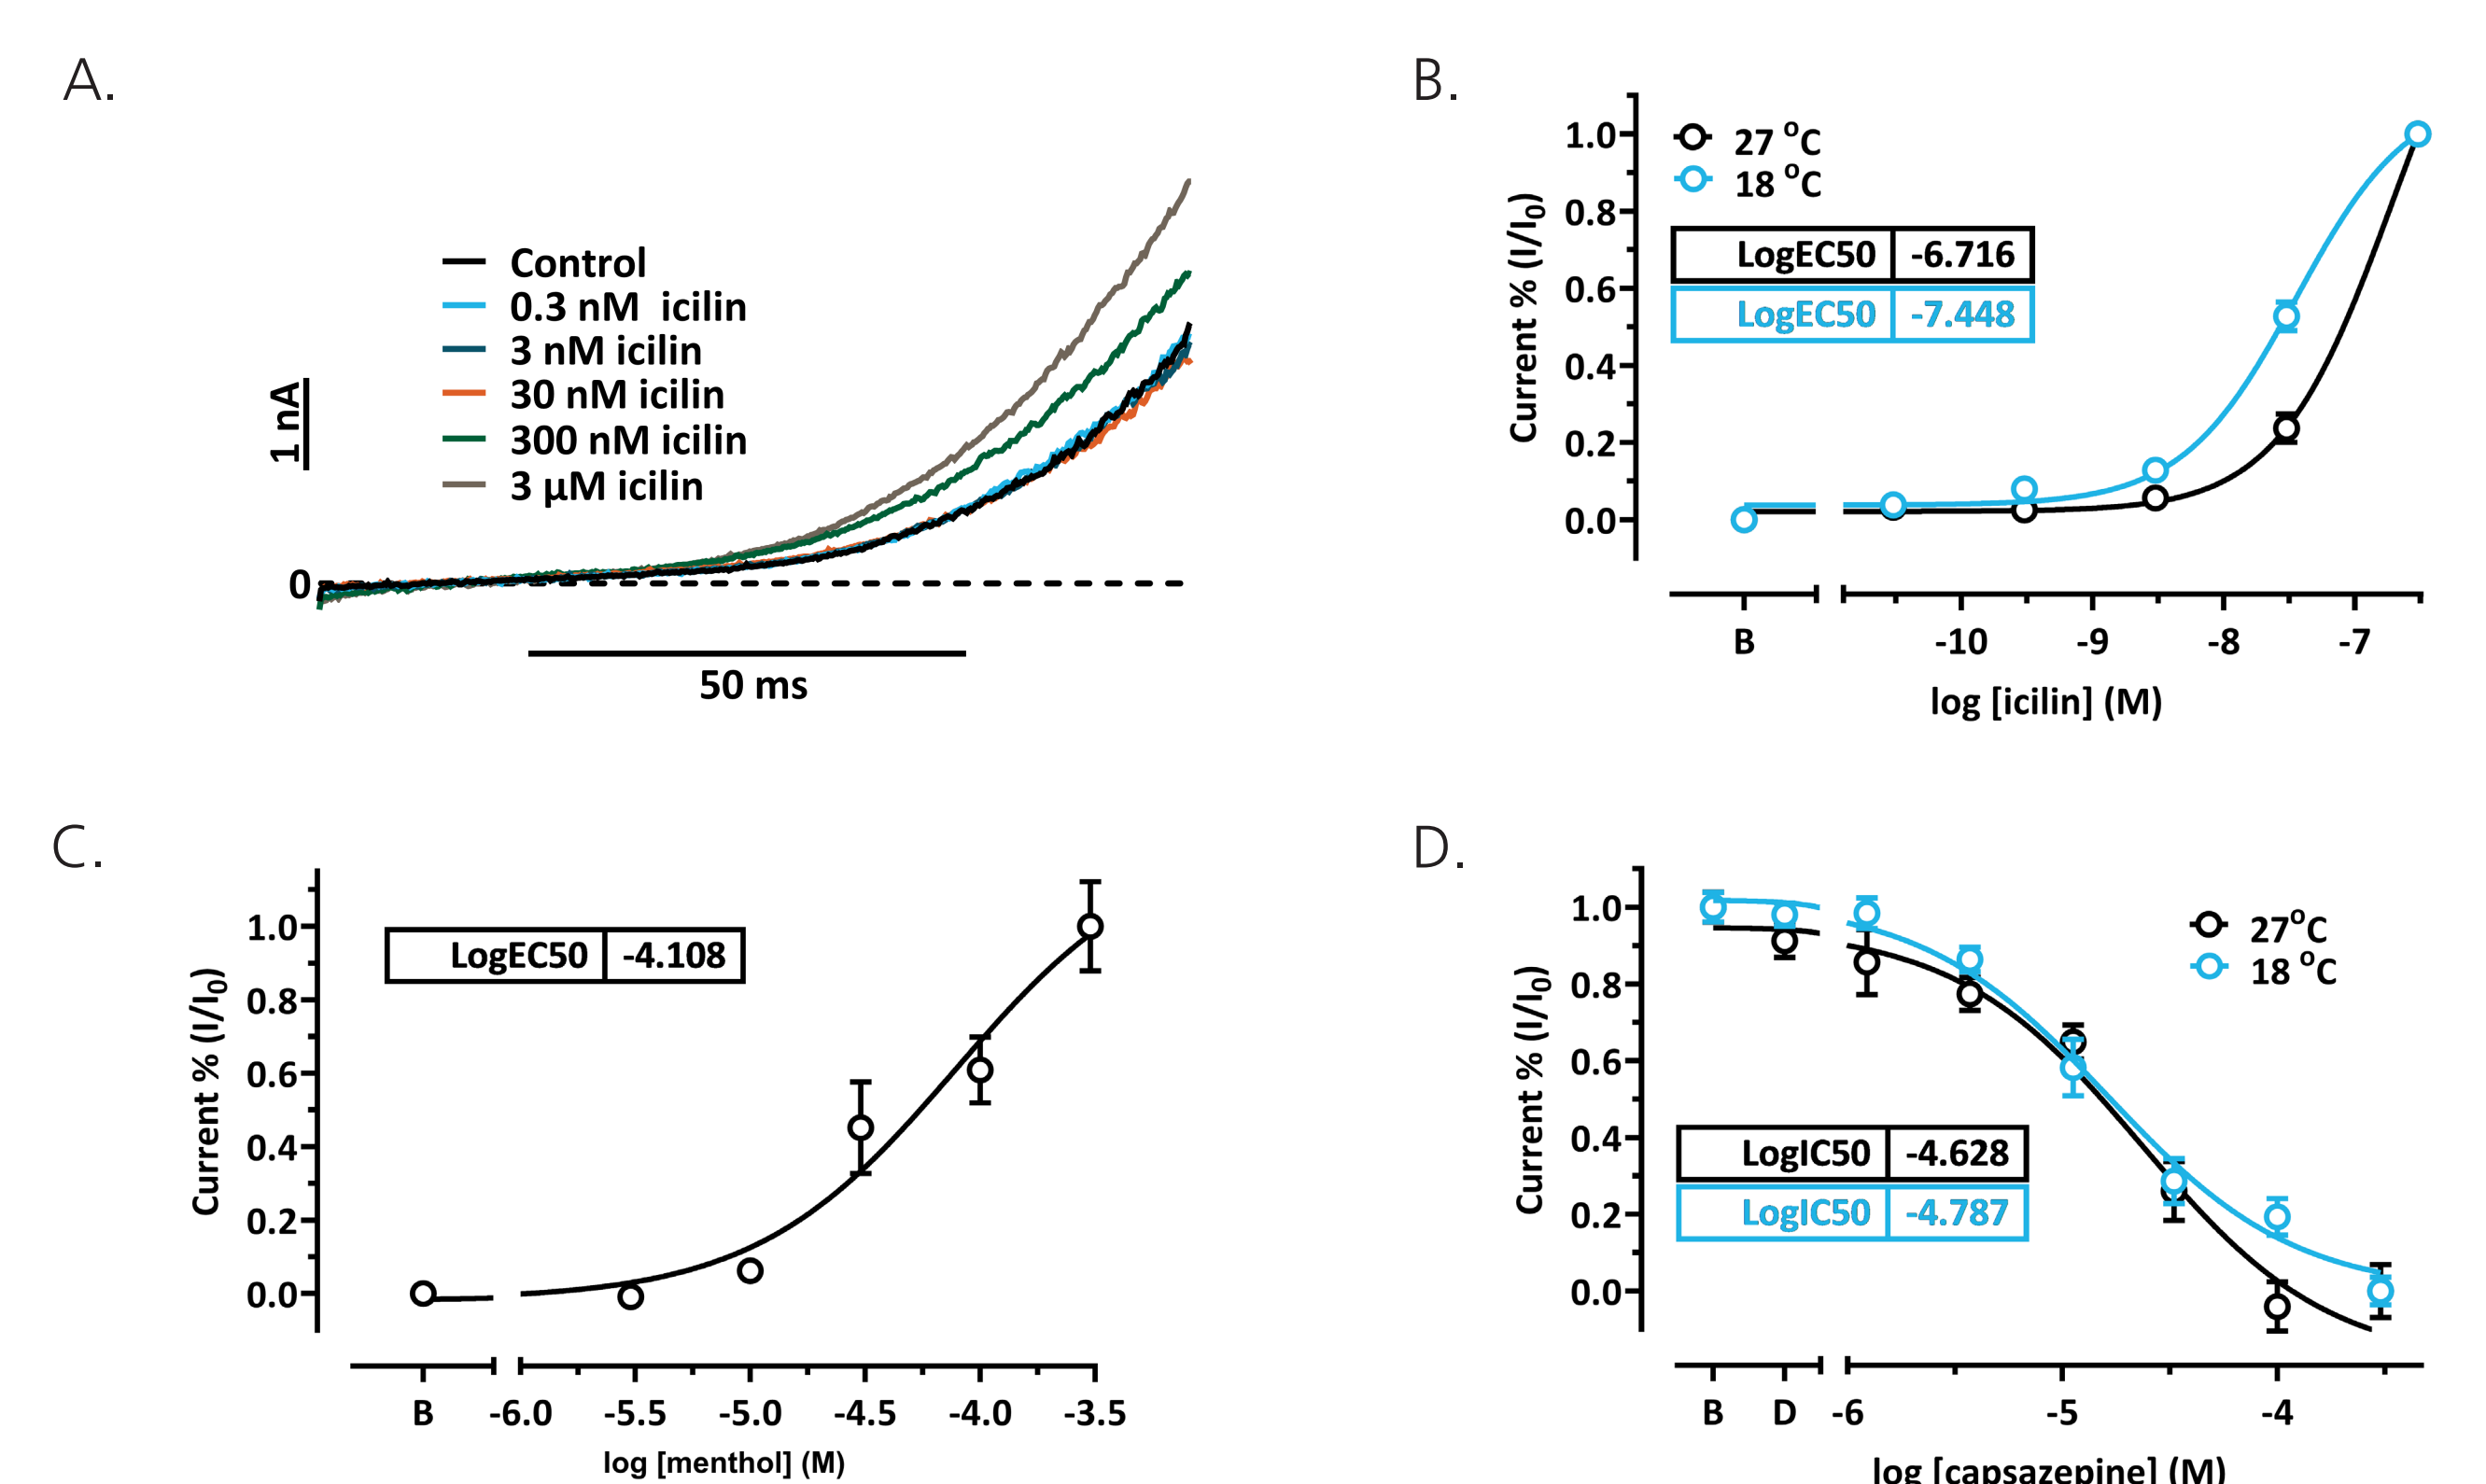 A.
Control
0.3 nM icilin
3 nM icilin
30 nM icilin
300 nM icilin
3 µM icilin
1 nA
0
50 ms
B.
27 °C
18 °C
LogEC50 -6.716
LogEC50 -7.448
Current % (I/I₀)
1.0
0.8
0.6
0.4
0.2
0.0
B -10 -9 -8 -7
log [icilin] (M)
C.
LogEC50 -4.108
Current % (I/I₀)
1.0
0.8
0.6
0.4
0.2
0.0
B -6.0 -5.5 -5.0 -4.5 -4.0 -3.5
log [menthol] (M)
D.
27°C
18 °C
LogIC50 -4.628
LogIC50 -4.787
Current % (I/I₀)
1.0
0.8
0.6
0.4
0.2
0.0
B D -6 -5 -4
log [capsazepine] (M)